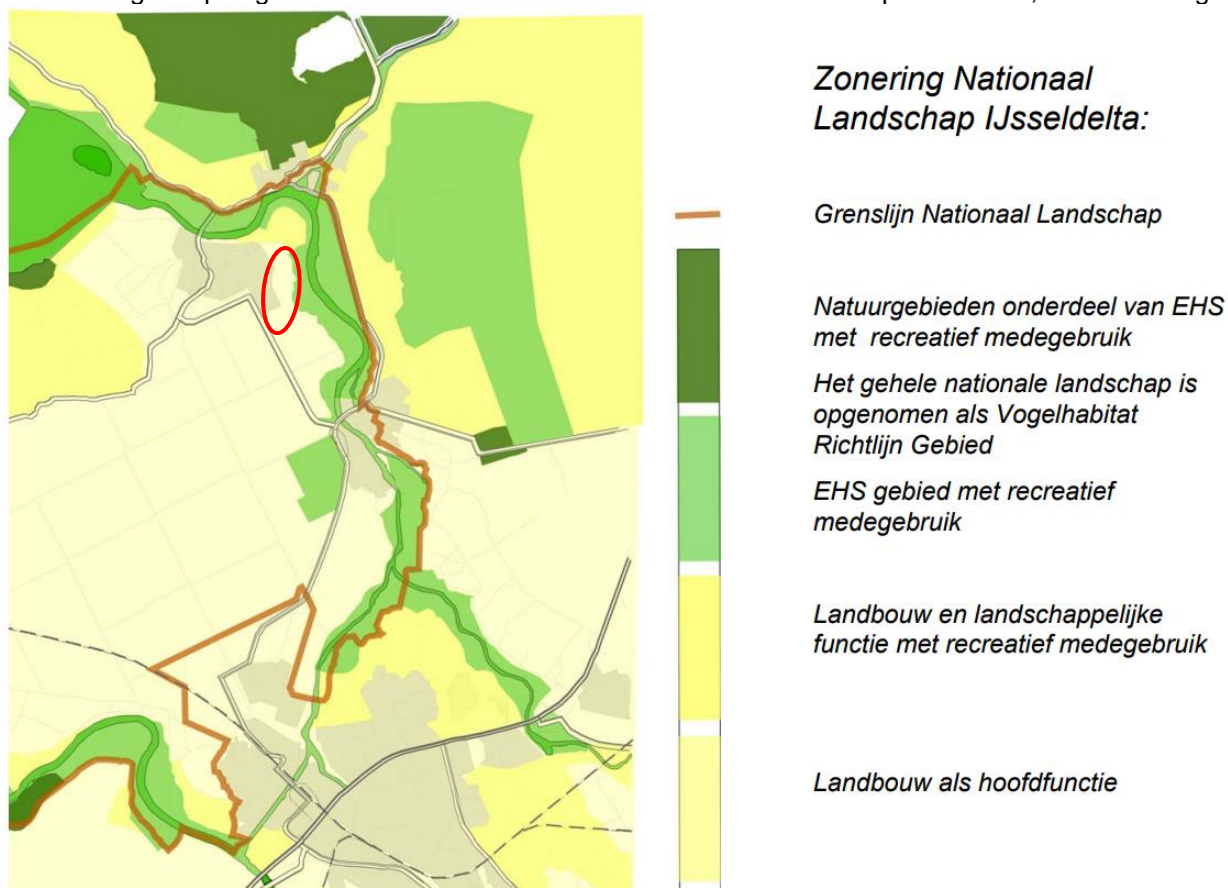 Zonering Nationaal
Landschap IJsseldelta:
Grenslijn Nationaal Landschap
Natuurgebieden onderdeel van EHS
met recreatief medegebruik
Het gehele nationale landschap is
opgenomen als Vogelhabitat
Richtlijn Gebied
EHS gebied met recreatief
medegebruik
Landbouw en landschappelijke
functie met recreatief medegebruik
Landbouw als hoofdfunctie